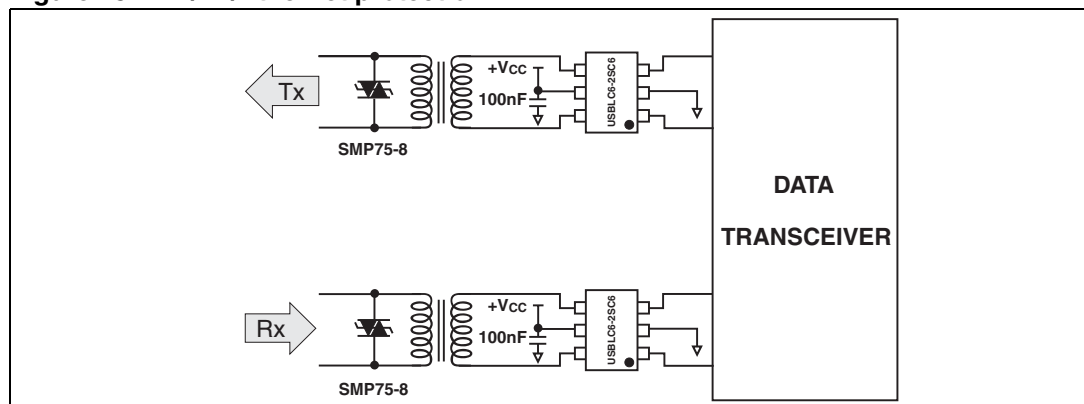 Tx
SMP75-8
+VCC
100nF
USBLC6-2SC6
DATA
TRANSCEIVER
Rx
SMP75-8
+VCC
100nF
USBLC6-2SC6